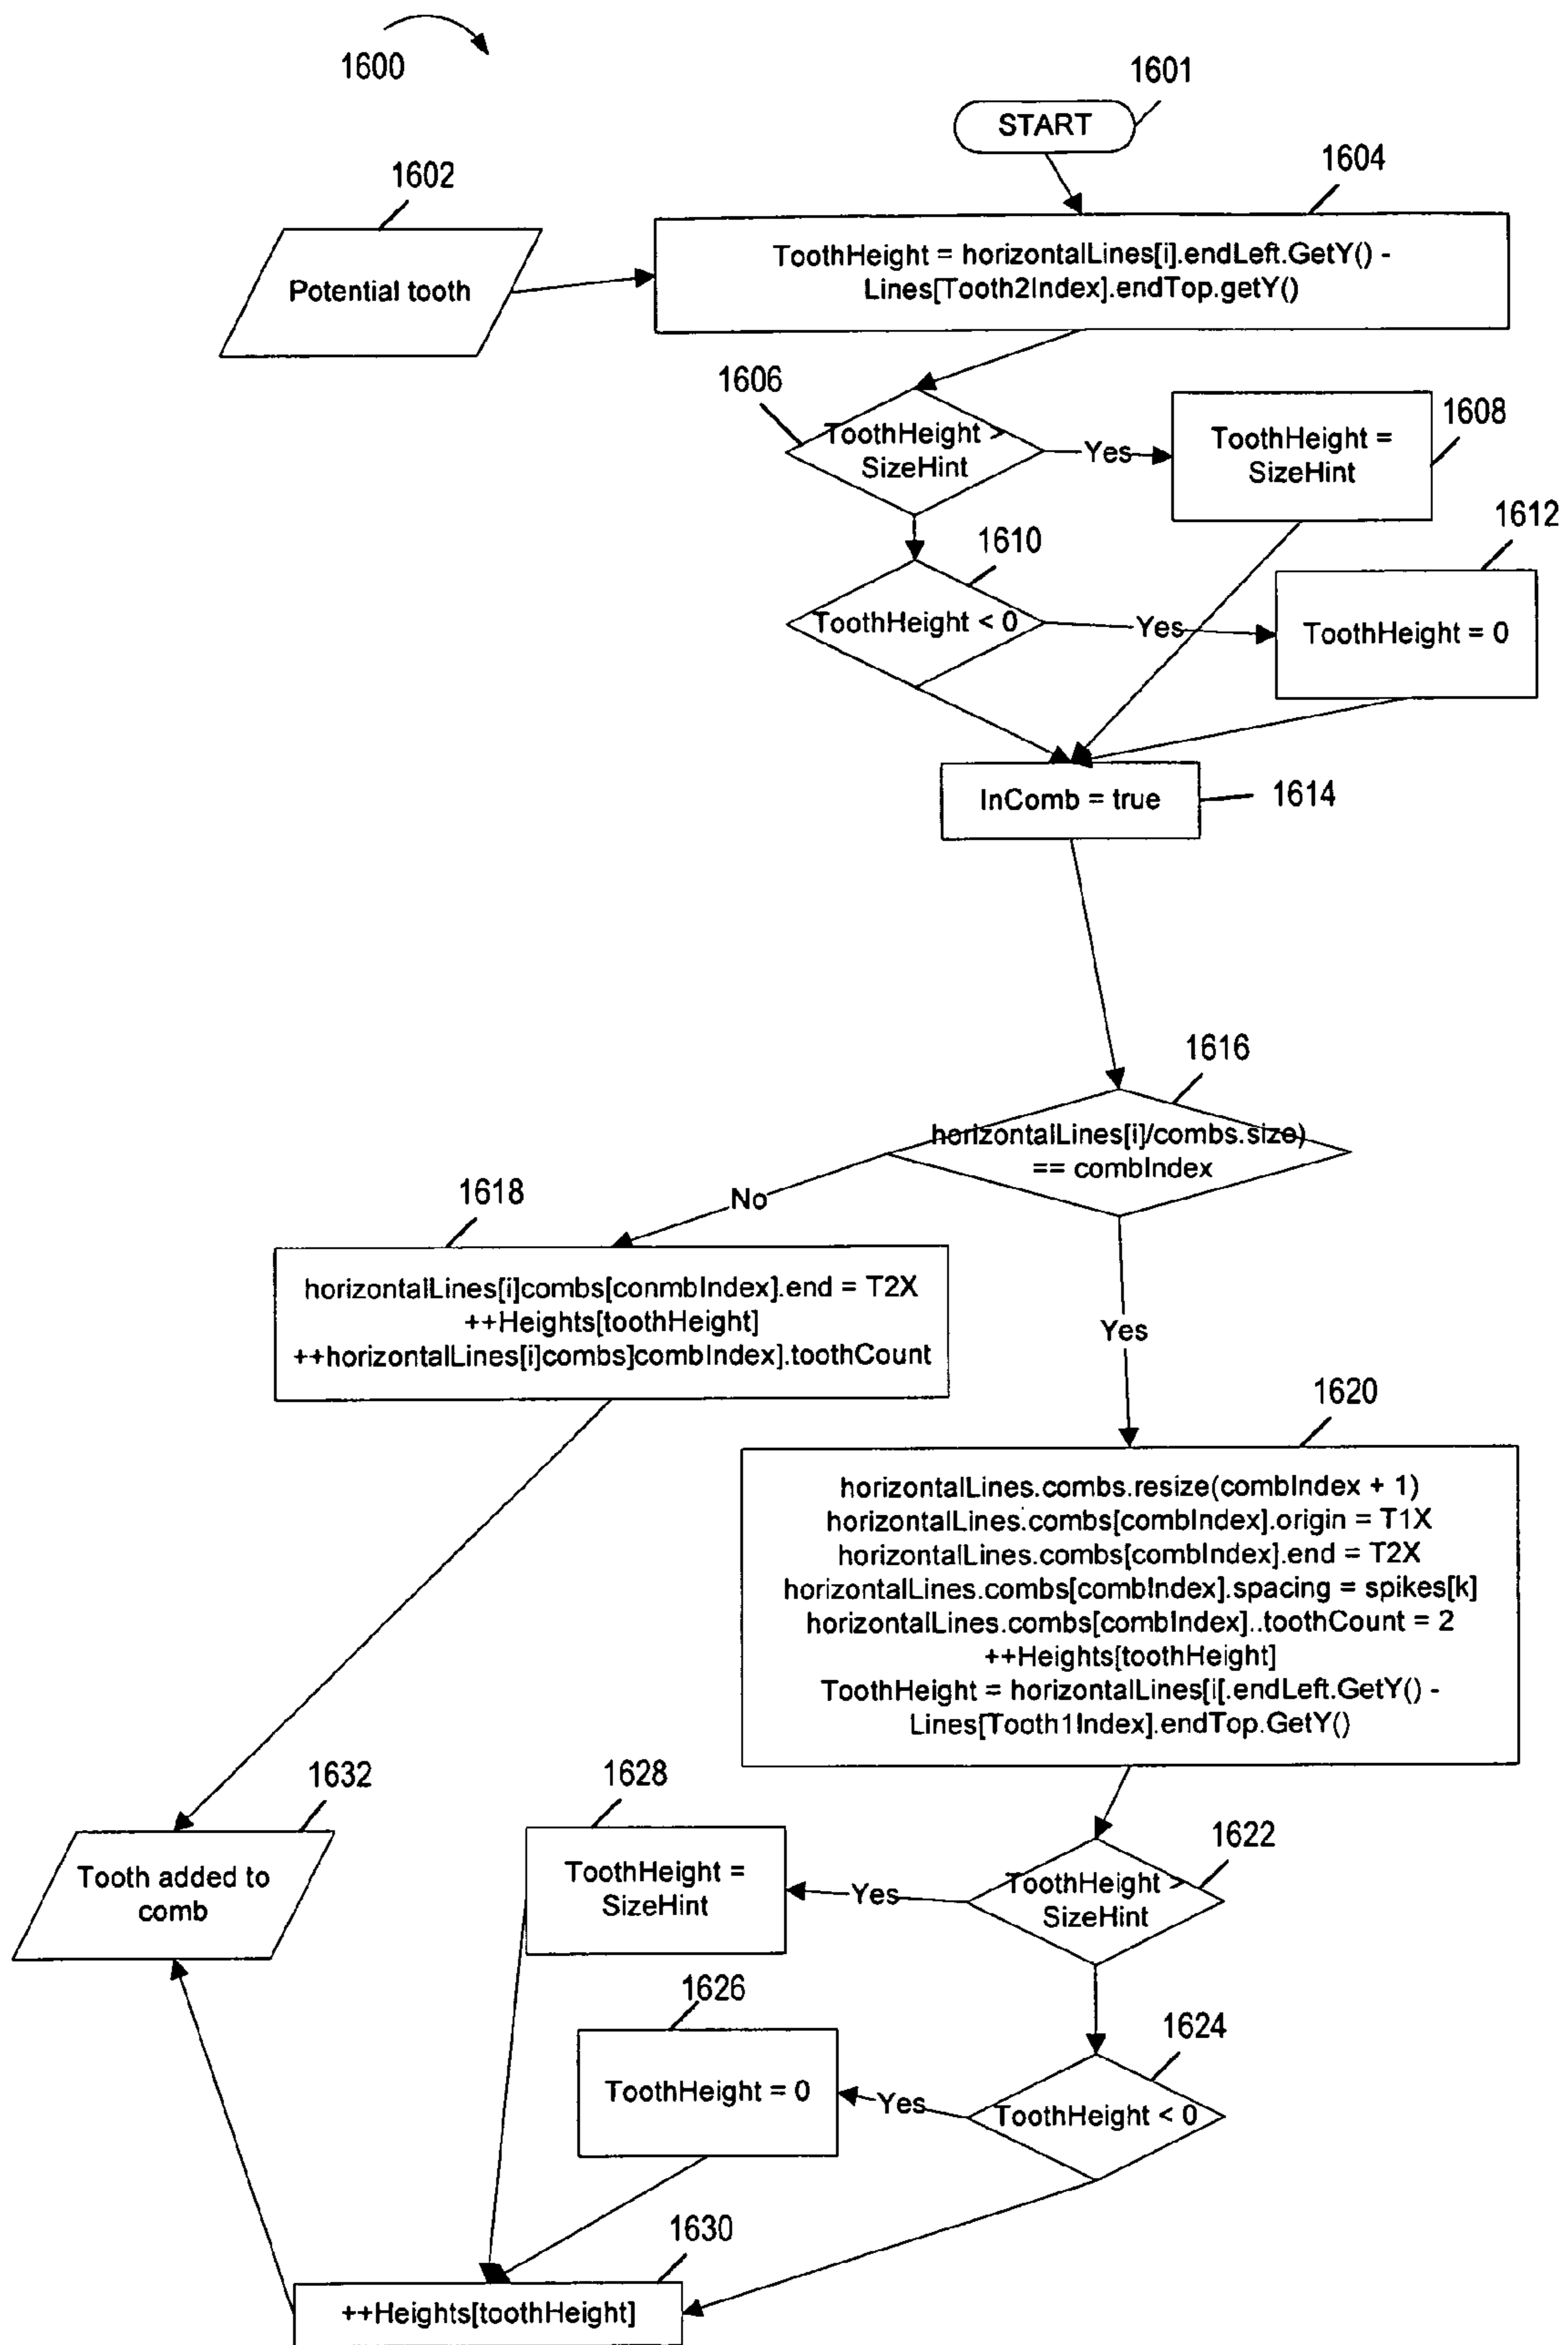 1600
1601
START
1602
1604
Potential tooth
ToothHeight = horizontalLines[i].endLeft.GetY() -
Lines[Tooth2Index].endTop.getY()
1606
ToothHeight >
SizeHint
Yes
1608
ToothHeight =
SizeHint
1610
1612
ToothHeight < 0
Yes
ToothHeight = 0
InComb = true
1614
1616
horizontalLines[i]/combs.size)
== combIndex
No
1618
horizontalLines[i]combs[conmbIndex].end = T2X
++Heights[toothHeight]
++horizontalLines[i]combs]combIndex].toothCount
Yes
1620
horizontalLines.combs.resize(combIndex + 1)
horizontalLines.combs[combIndex].origin = T1X
horizontalLines.combs[combIndex].end = T2X
horizontalLines.combs[combIndex].spacing = spikes[k]
horizontalLines.combs[combIndex]..toothCount = 2
++Heights[toothHeight]
ToothHeight = horizontalLines[i[.endLeft.GetY() -
Lines[Tooth1Index].endTop.GetY()
1632
Tooth added to
comb
1628
ToothHeight =
SizeHint
Yes
1622
ToothHeight >
SizeHint
1626
ToothHeight = 0
Yes
1624
ToothHeight < 0
1630
++Heights[toothHeight]